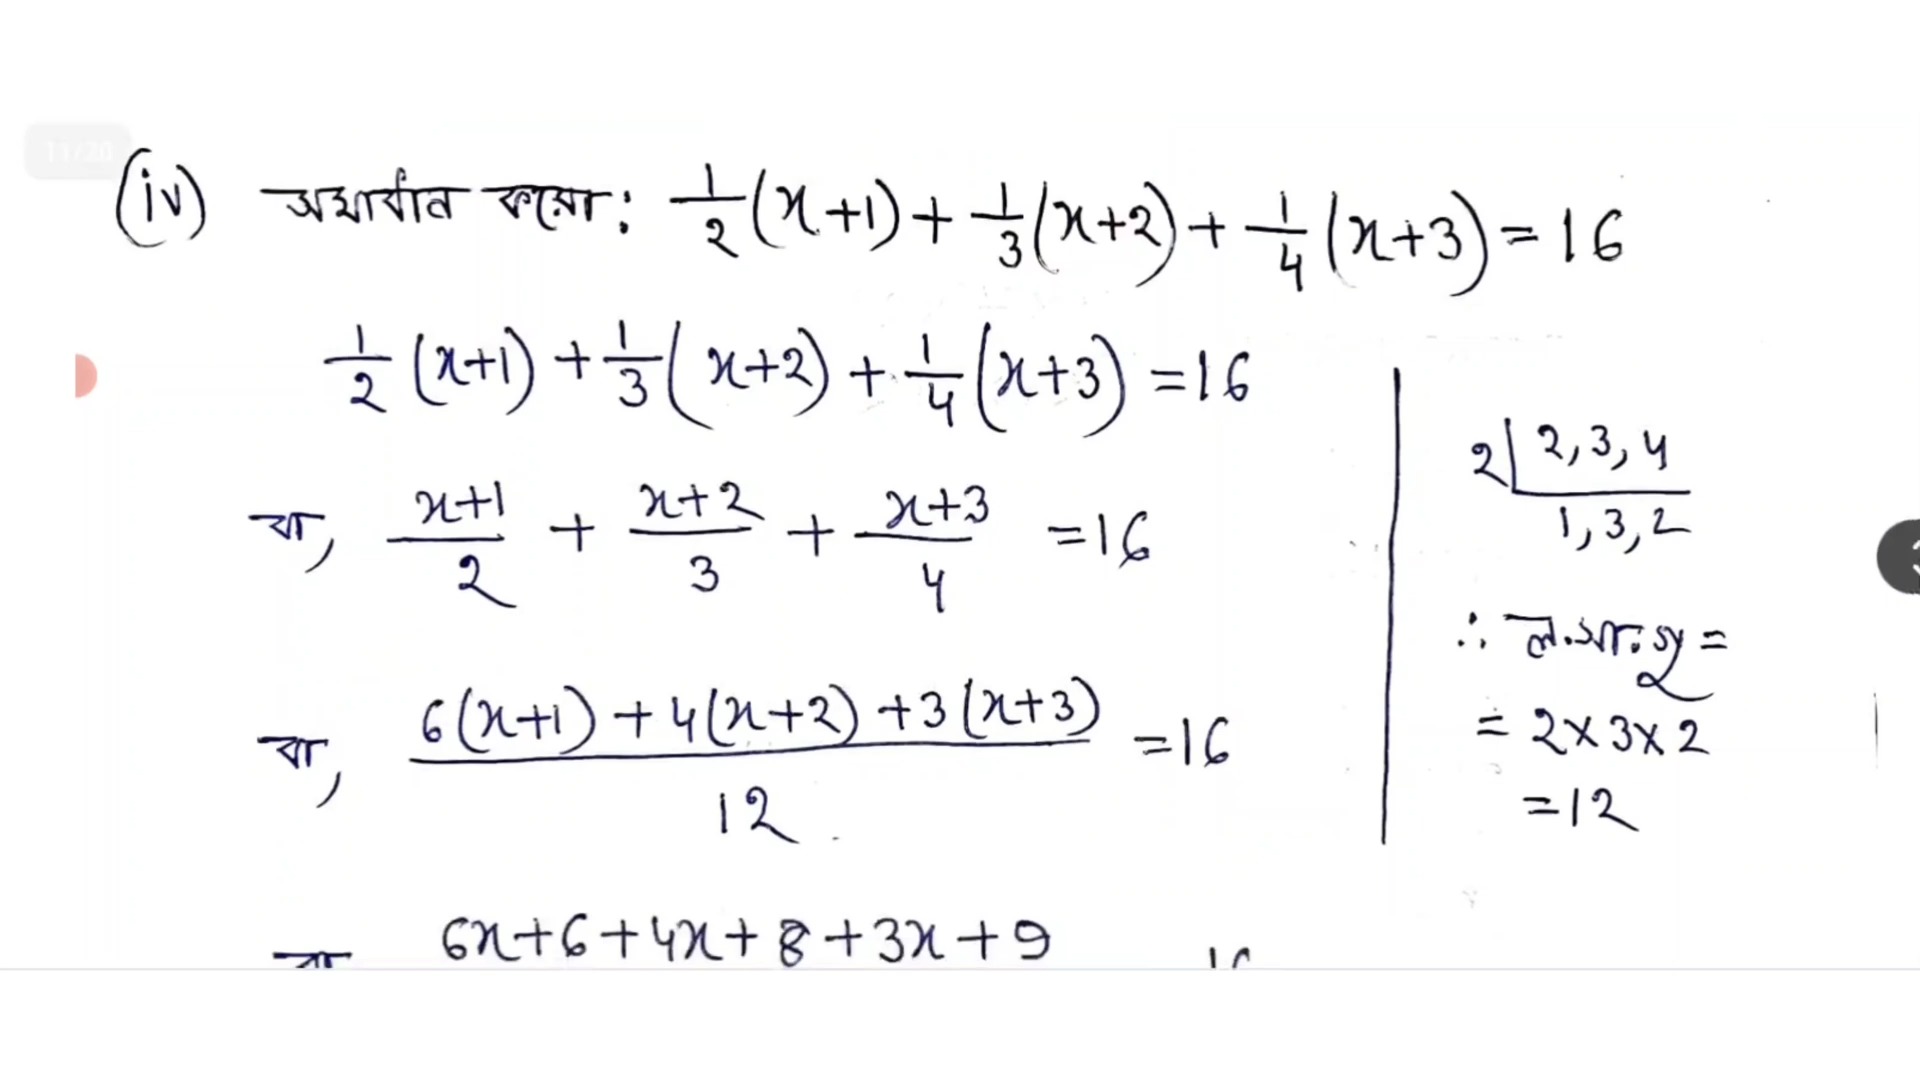 11/20
(iv) সমাধান করো: 1/2 (x+1) + 1/3 (x+2) + 1/4 (x+3) = 16
1/2 (x+1) + 1/3 (x+2) + 1/4 (x+3) = 16
বা, (x+1)/2 + (x+2)/3 + (x+3)/4 = 16
বা, (6(x+1) + 4(x+2) + 3(x+3))/12 = 16
6x+6+4x+8+3x+9
2 | 2, 3, 4
1, 3, 2
∴ ল.সা.গু =
= 2×3×2
= 12